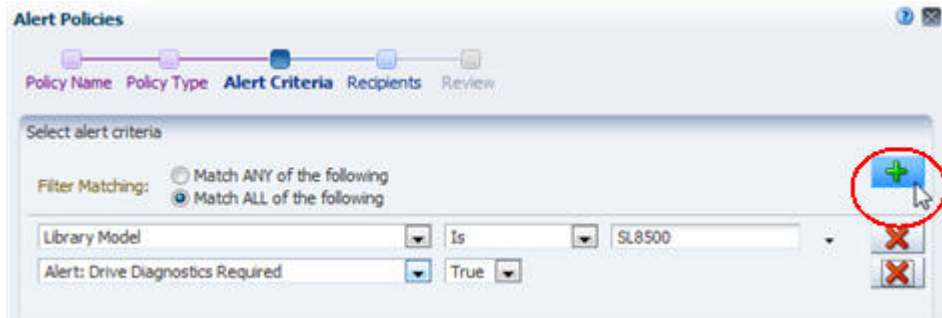 Alert Policies
Policy Name Policy Type Alert Criteria Recipients Review
Select alert criteria
Filter Matching:
Match ANY of the following
Match ALL of the following
Library Model Is SL8500
Alert: Drive Diagnostics Required True